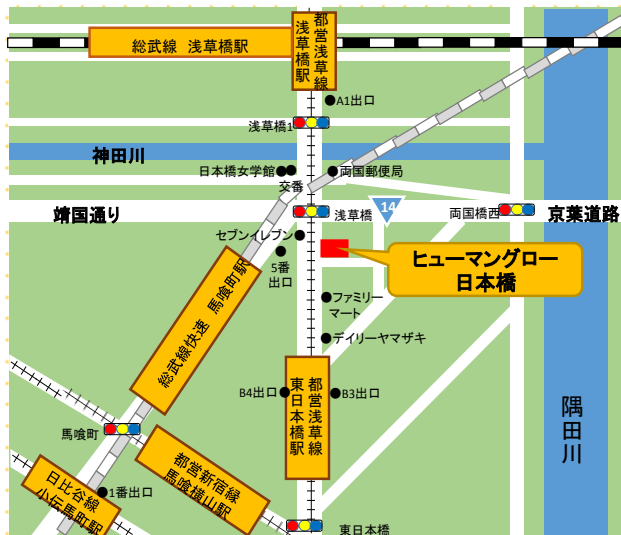 総武線 浅草橋駅
都営浅草線
浅草橋駅
A1出口
浅草橋1
神田川
日本橋女学館
交番
両国郵便局
靖国通り
浅草橋
14
両国橋西
京葉道路
セブンイレブン
5番
出口
ヒューマングロー
日本橋
総武線快速 馬喰町駅
ファミリー
マート
デイリーヤマザキ
B4出口
都営浅草線
東日本橋駅
B3出口
隅田川
馬喰町
都営新宿線
馬喰横山駅
日比谷線
小伝馬町駅
1番出口
東日本橋